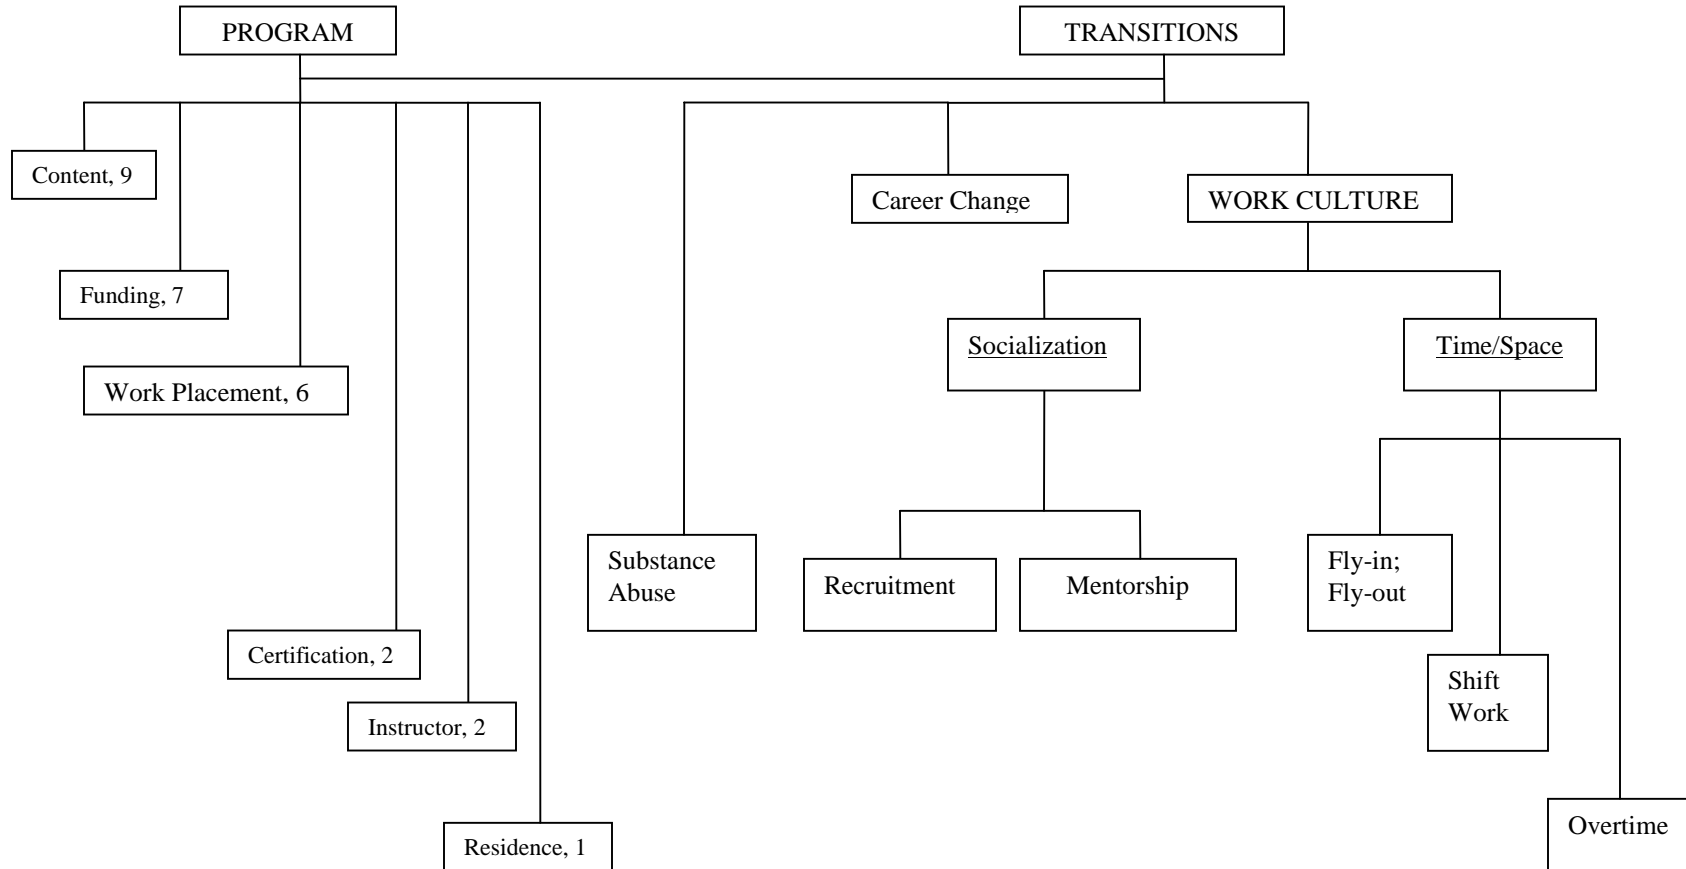 PROGRAM
TRANSITIONS
Content, 9
Career Change
WORK CULTURE
Funding, 7
Socialization
Time/Space
Work Placement, 6
Substance
Abuse
Recruitment
Mentorship
Fly-in;
Fly-out
Certification, 2
Shift
Work
Instructor, 2
Overtime
Residence, 1